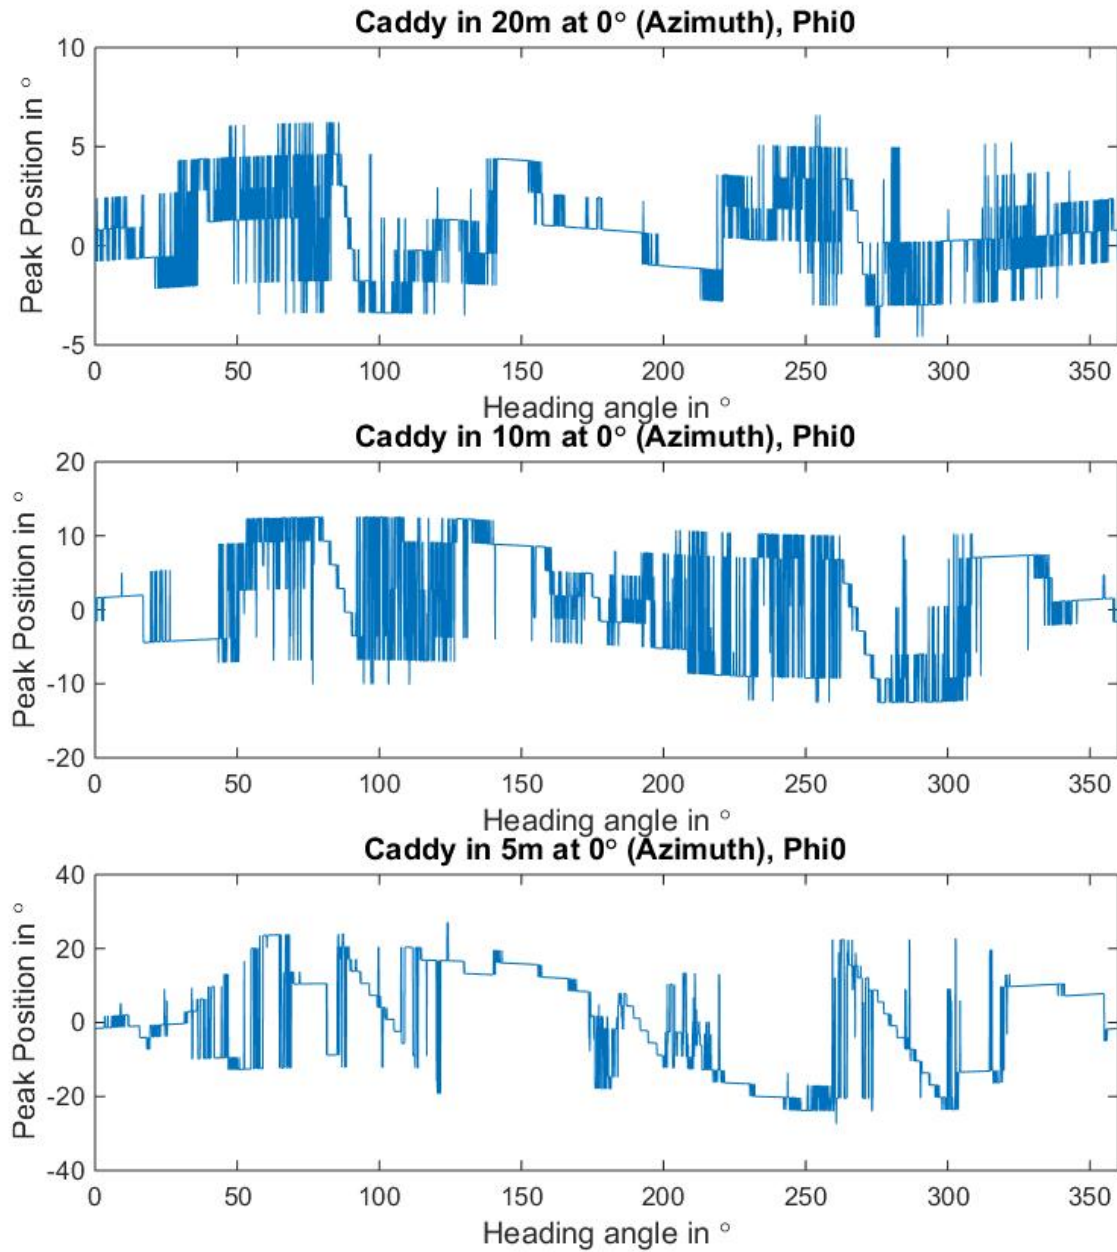 Caddy in 20m at 0° (Azimuth), Phi0
Peak Position in °
10
5
0
-5
0 50 100 150 200 250 300 350
Heading angle in °
Caddy in 10m at 0° (Azimuth), Phi0
Peak Position in °
20
10
0
-10
-20
0 50 100 150 200 250 300 350
Heading angle in °
Caddy in 5m at 0° (Azimuth), Phi0
Peak Position in °
40
20
0
-20
-40
0 50 100 150 200 250 300 350
Heading angle in °